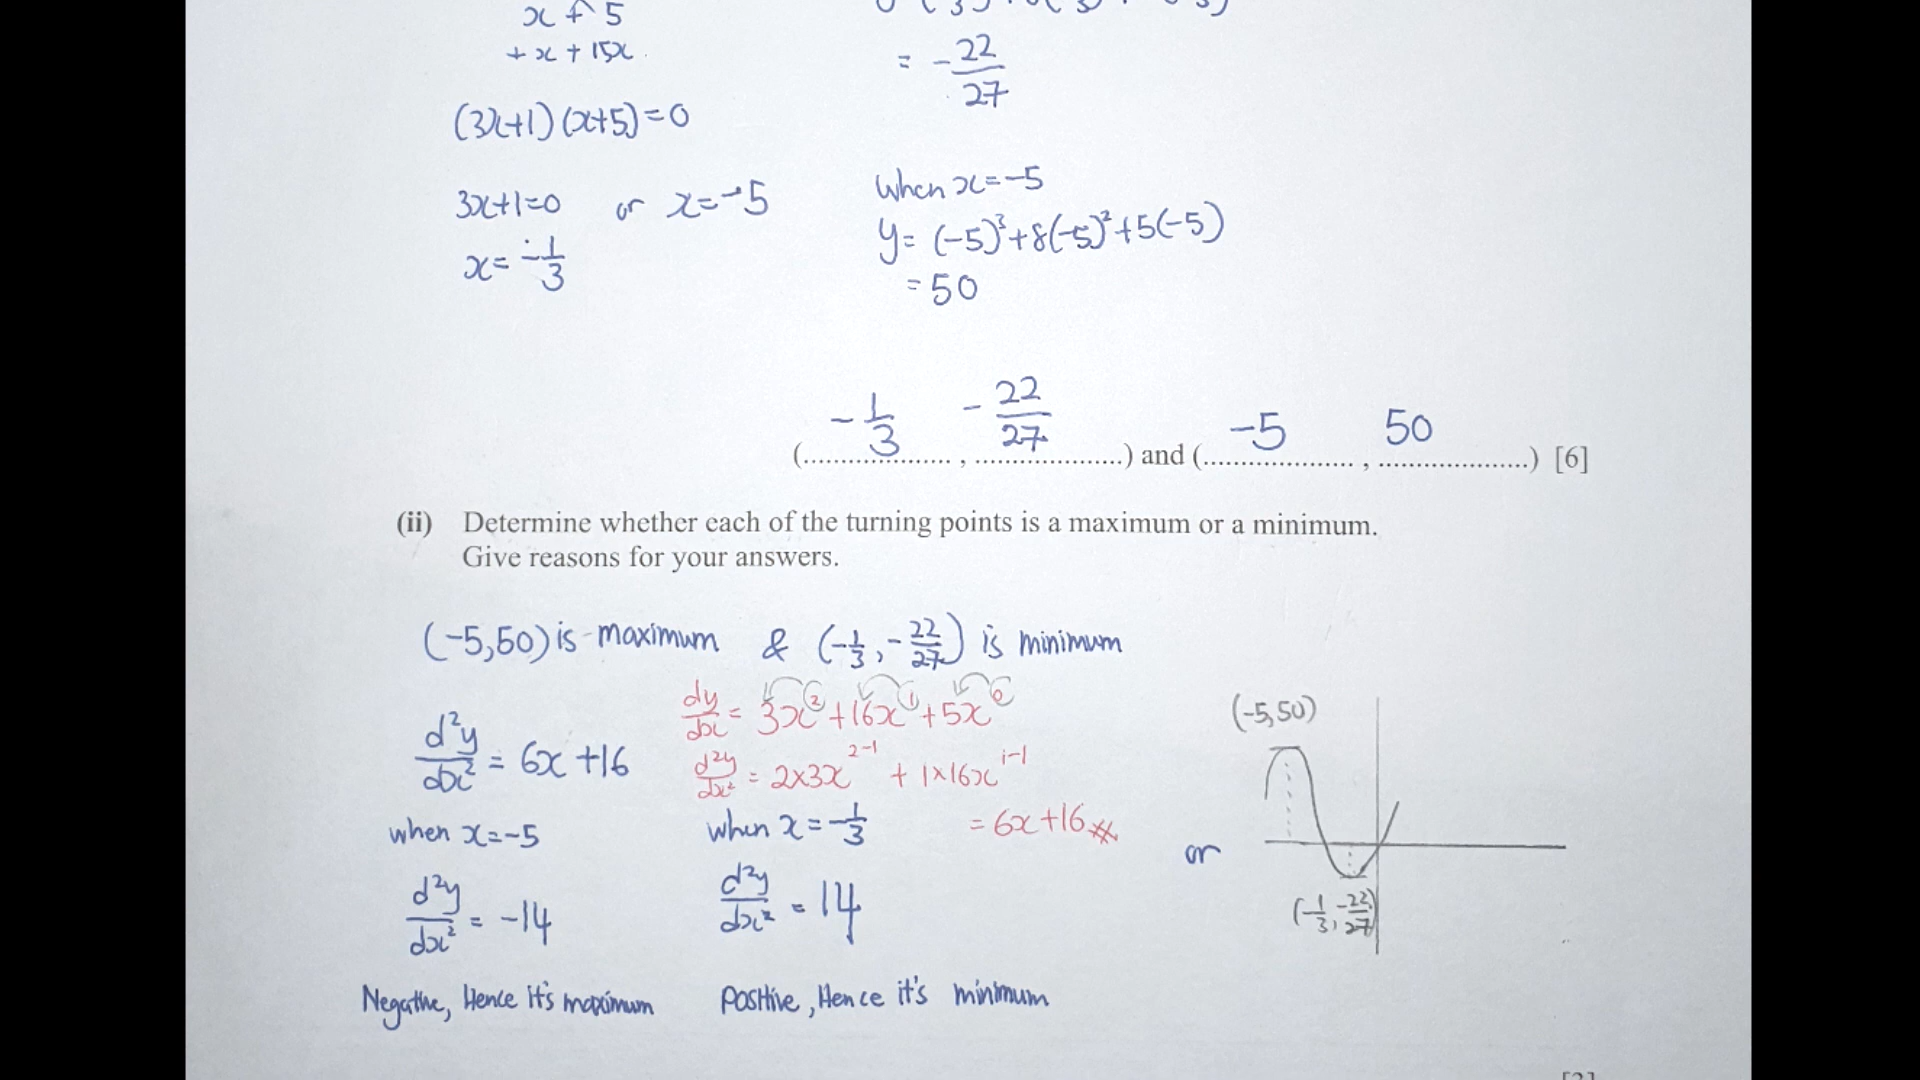 x + 5
+x + 15x
= -22/27
(3x+1)(x+5)=0
3x+1=0 or x=-5
x= -1/3
when x=-5
y= (-5)³+8(-5)²+5(-5)
= 50
(-1/3, -22/27) and (-5, 50) [6]
(ii) Determine whether each of the turning points is a maximum or a minimum.
Give reasons for your answers.
(-5,50) is maximum & (-1/3, -22/27) is minimum
d²y/dx² = 6x+16
dy/dx = 3x²+16x¹+5x⁰
d²y/dx² = 2×3x²⁻¹ + 1×16x¹⁻¹
= 6x+16
when x=-5
d²y/dx² = -14
Negative, Hence it's maximum
when x=-1/3
d²y/dx² = 14
Positive, Hence it's minimum
or
(-5,50)
(-1/3, -22/27)